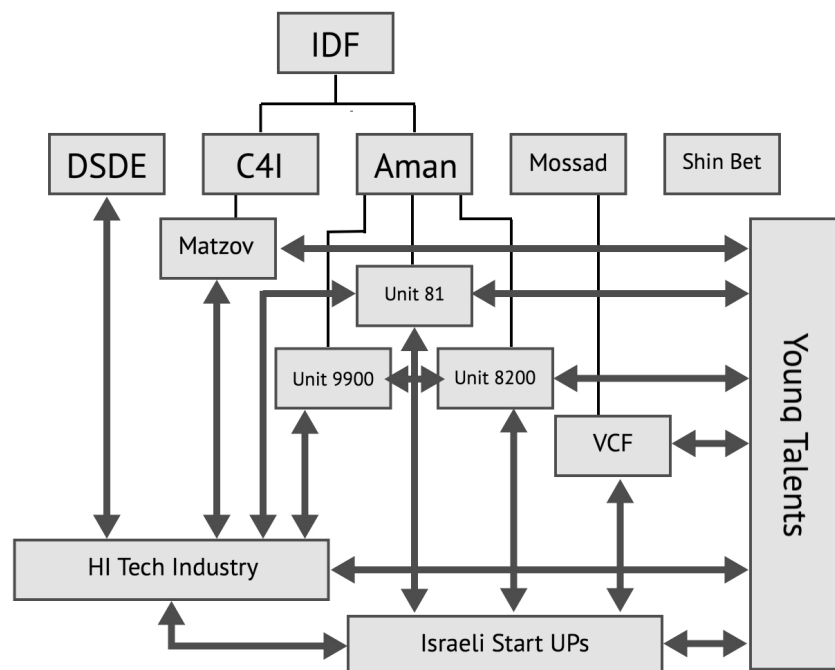 IDF
DSDE
C4I
Aman
Mossad
Shin Bet
Matzov
Unit 81
Unit 9900
Unit 8200
VCF
Young Talents
HI Tech Industry
Israeli Start UPs